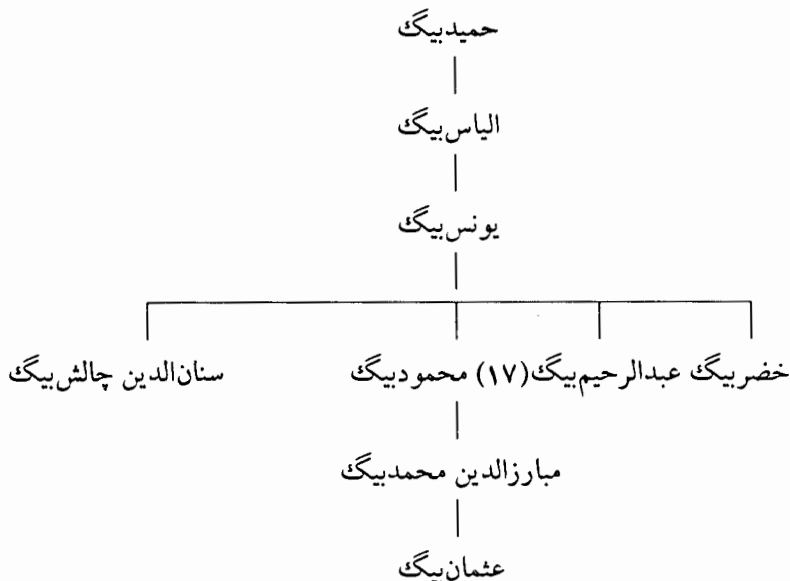 حمیدبیگ
الیاس‌بیگ
یونس‌بیگ
خضربیگ عبدالرحیم‌بیگ(۱۷) محمودبیگ سنان‌الدین چالش‌بیگ
مبارزالدین محمدبیگ
عثمان‌بیگ